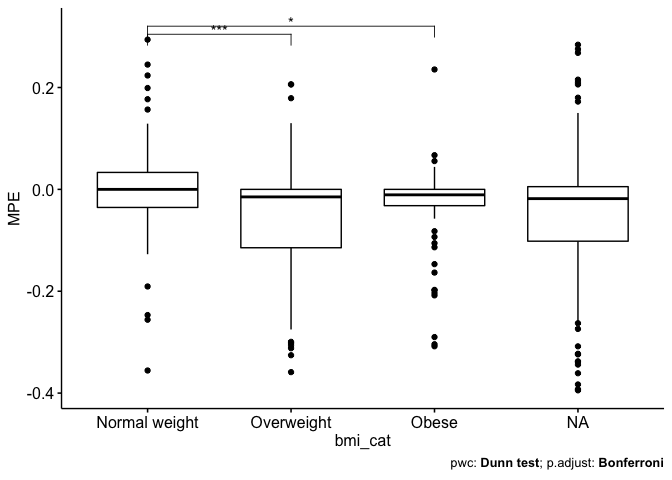 *
***
0.2
0.0
-0.2
-0.4
MPE
Normal weight Overweight Obese NA
bmi_cat
pwc: Dunn test; p.adjust: Bonferroni